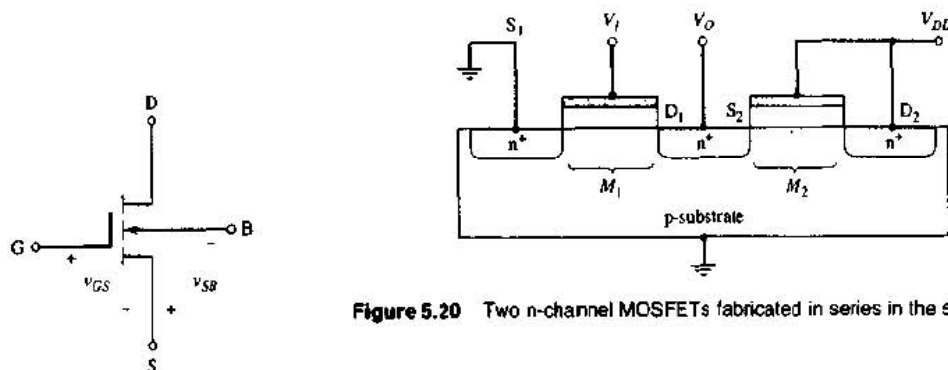 D
G
B
+
−
v_GS
v_SB
−
+
S
S₁
V_I
V_O
V_DD
D₁
S₂
D₂
n⁺
n⁺
n⁺
M₁
M₂
p-substrate
Figure 5.20 Two n-channel MOSFETs fabricated in series in the s